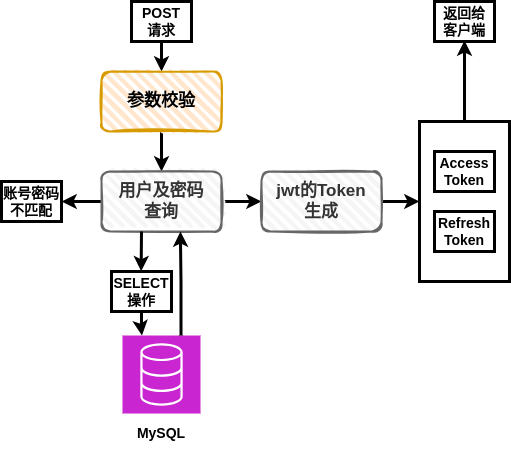 POST
请求
返回给
客户端
参数校验
账号密码
不匹配
用户及密码
查询
jwt的Token
生成
Access
Token
Refresh
Token
SELECT
操作
MySQL